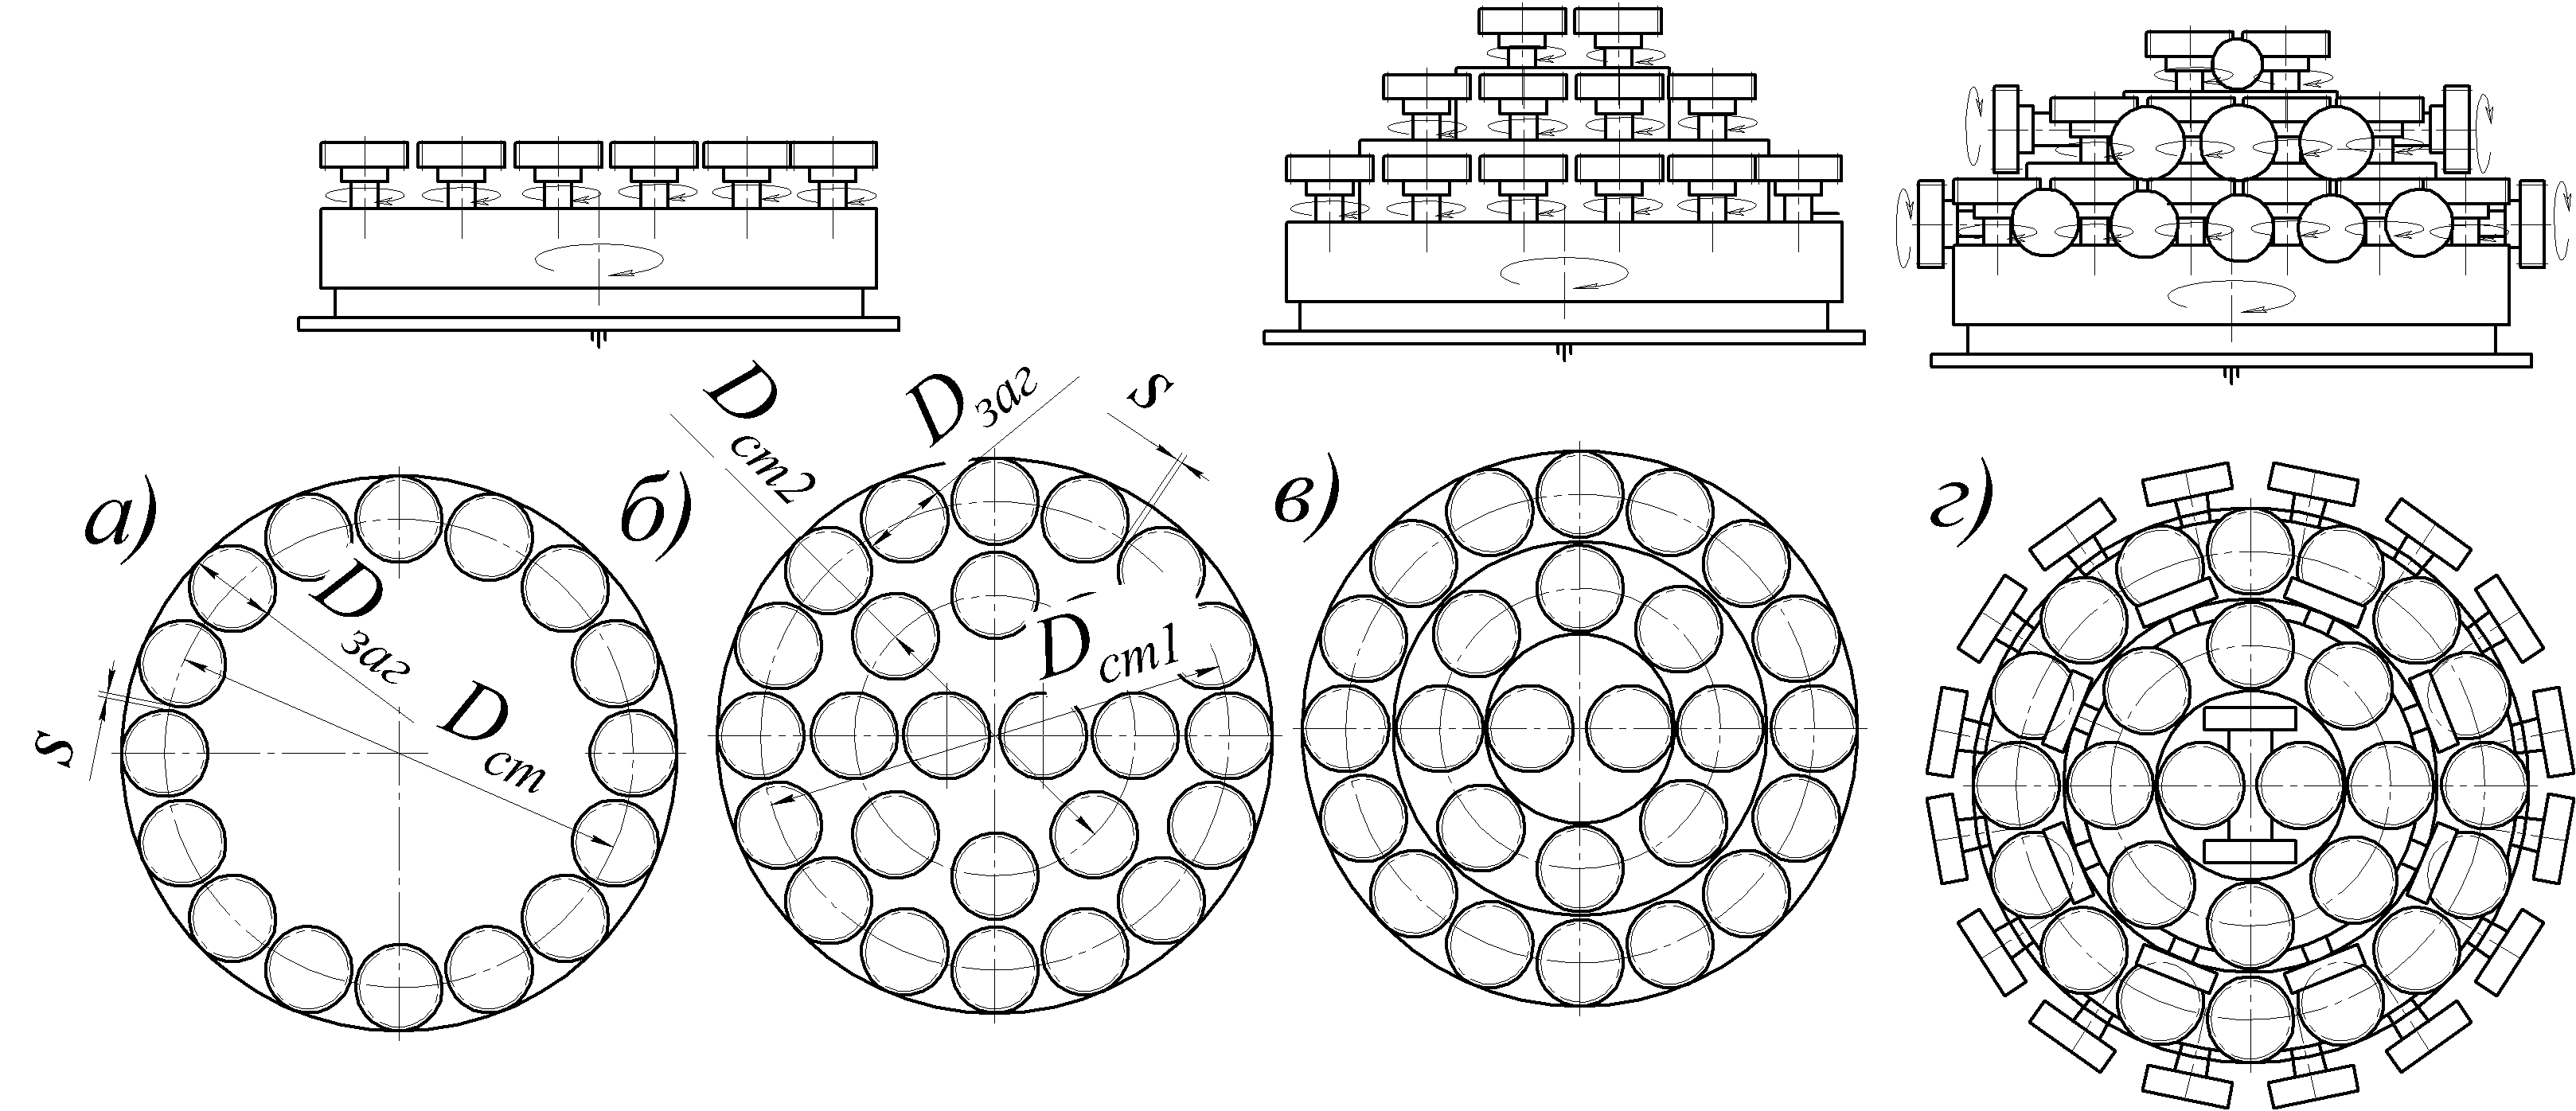 а)
D заг
D ст
s
б)
D ст2
D заг
s
D ст1
в)
г)